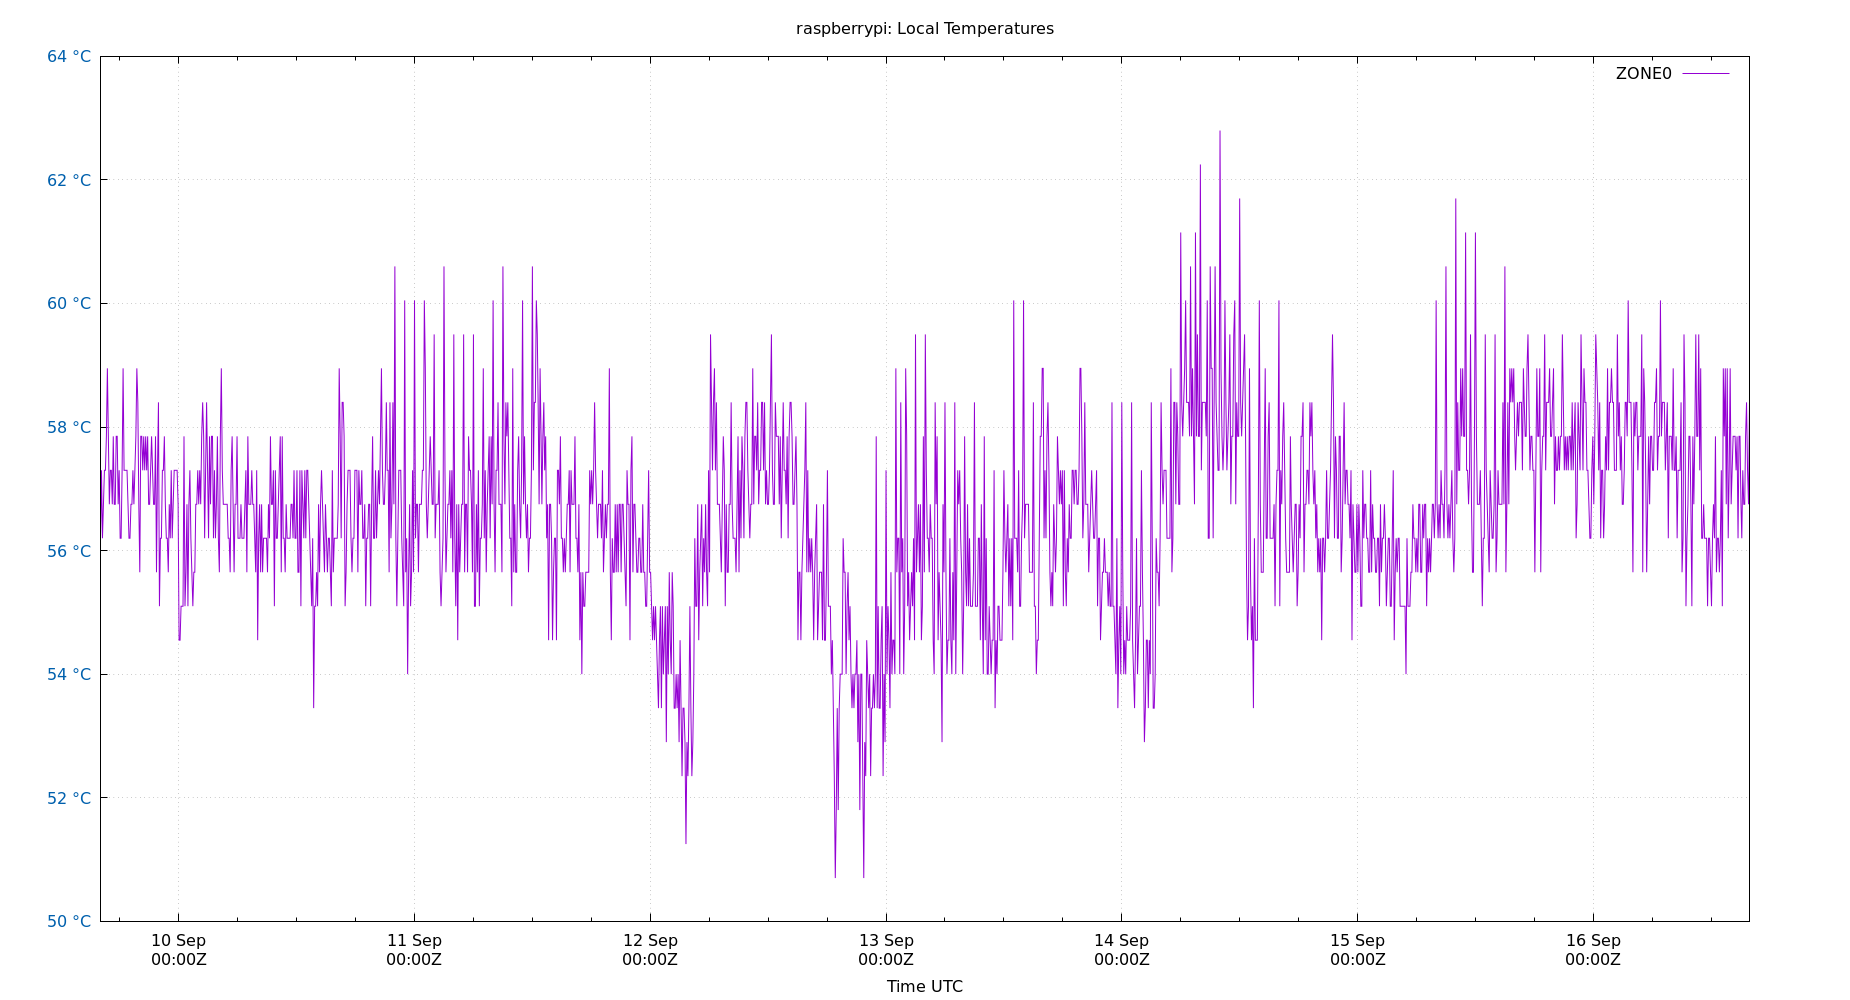 raspberrypi: Local Temperatures
64 °C
ZONE0
62 °C
60 °C
58 °C
56 °C
54 °C
52 °C
50 °C
10 Sep 11 Sep 12 Sep 13 Sep 14 Sep 15 Sep 16 Sep
00:00Z 00:00Z 00:00Z 00:00Z 00:00Z 00:00Z 00:00Z
Time UTC